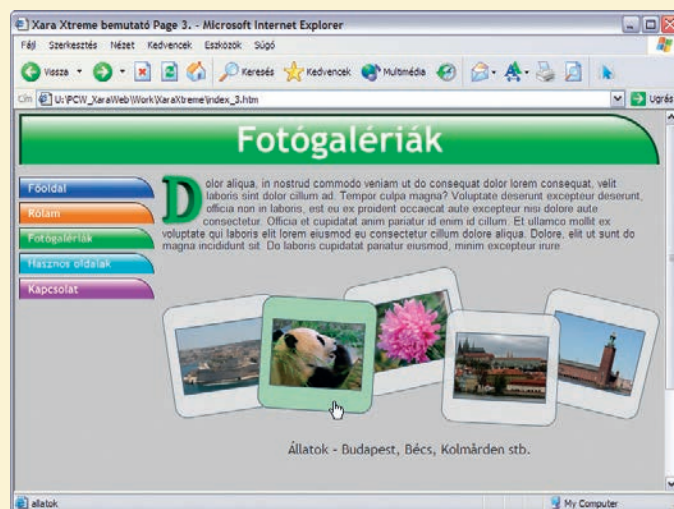 Xara Xtreme bemutató Page 3. - Microsoft Internet Explorer
Fájl Szerkesztés Nézet Kedvencek Eszközök Súgó
Vissza Keresés Kedvencek Multimédia
Cím U:\PCW_XaraWeb\Work\XaraXtreme\index_3.htm Ugrás
Fotógalériák
Főoldal
Rólam
Fotógalériák
Hasznos oldalak
Kapcsolat
Dolor aliqua, in nostrud commodo veniam ut do consequat dolor lorem consequat, velit
laboris sint dolor cillum ad. Tempor culpa magna? Voluptate deserunt excepteur deserunt,
officia non in laboris, est eu ex proident occaecat aute excepteur nisi dolore aute
consectetur. Officia et cupidatat anim pariatur id enim id cillum. Et ullamco mollit ex
voluptate qui laboris elit lorem eiusmod eu consectetur cillum dolore aliqua. Dolore, elit ut sunt do
magna incididunt sit. Do laboris cupidatat pariatur eiusmod, minim excepteur irure.
Állatok - Budapest, Bécs, Kolmården stb.
allatok My Computer